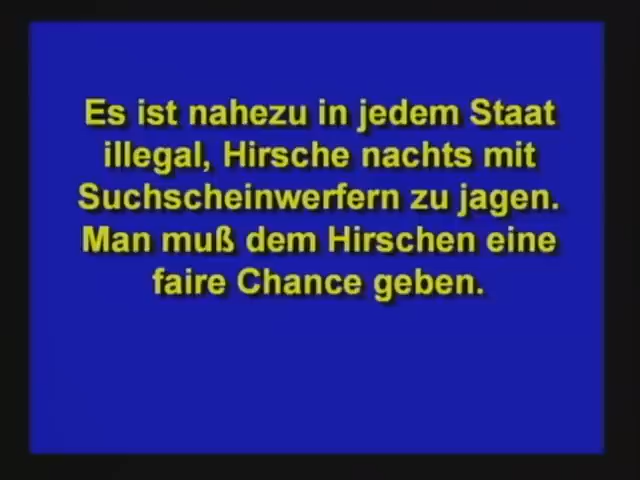 Es ist nahezu in jedem Staat
illegal, Hirsche nachts mit
Suchscheinwerfern zu jagen.
Man muß dem Hirschen eine
faire Chance geben.